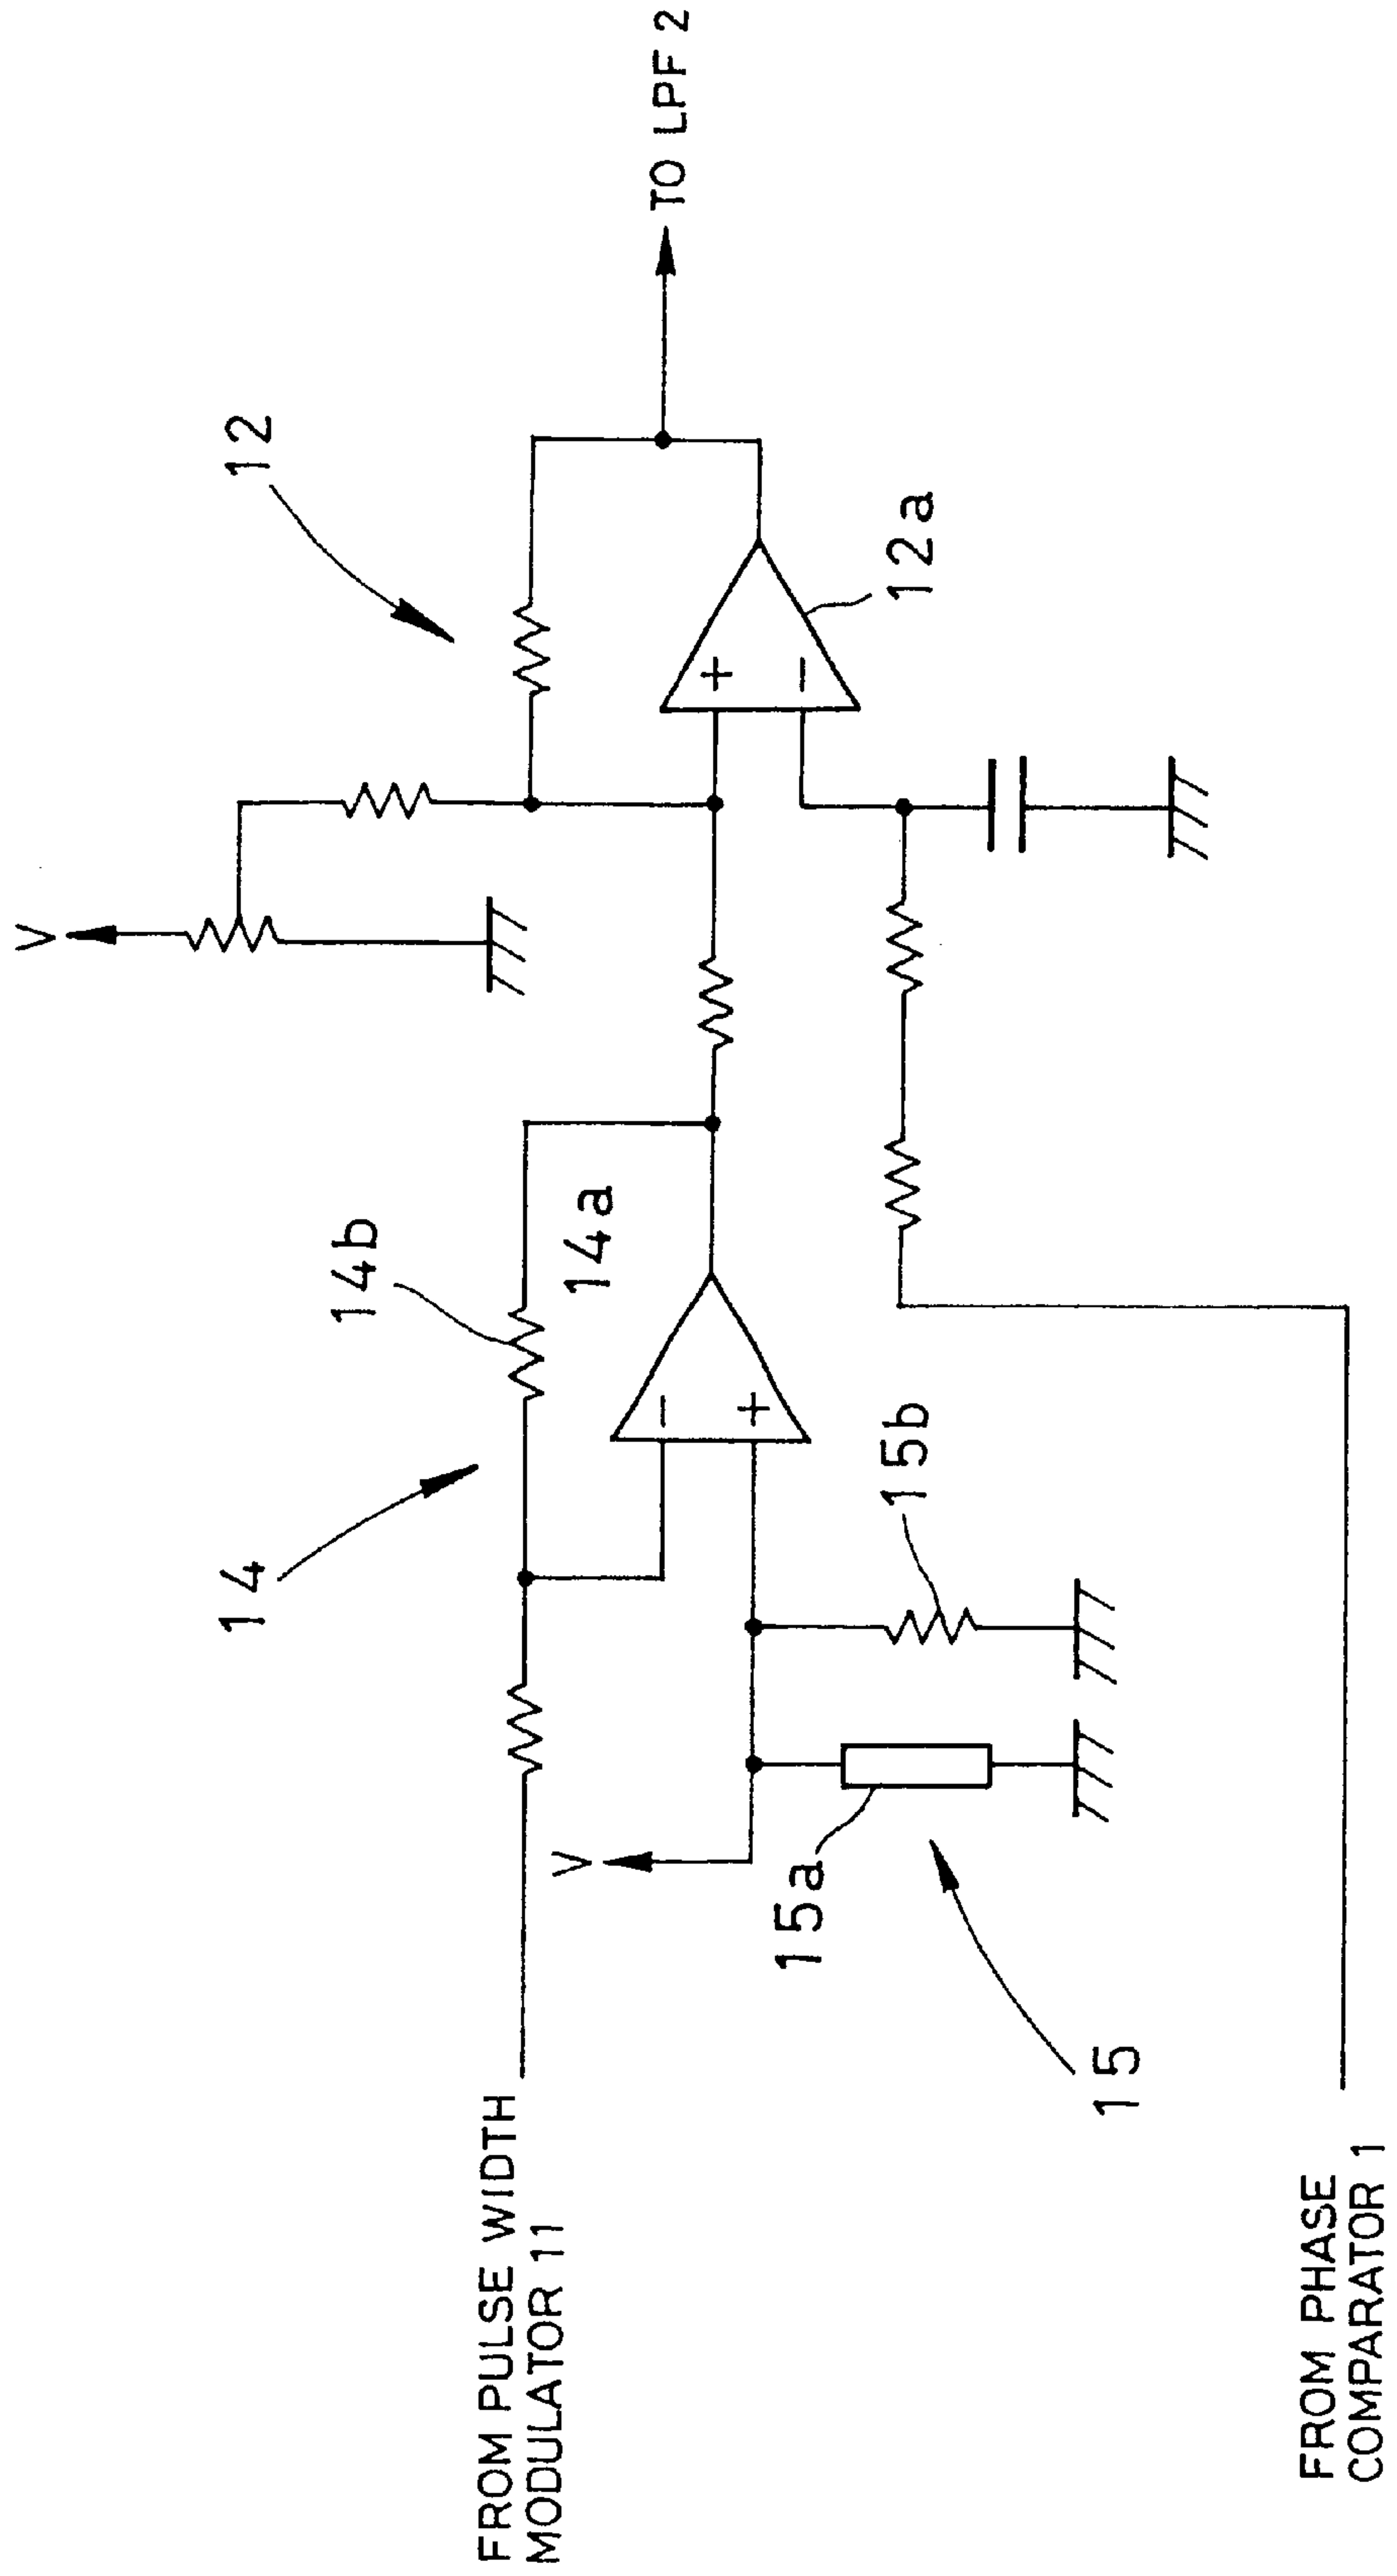 FROM PULSE WIDTH
MODULATOR 11
FROM PHASE
COMPARATOR 1
14
14b
14a
-
+
V
15a
15b
15
V
12
+
-
12a
TO LPF 2